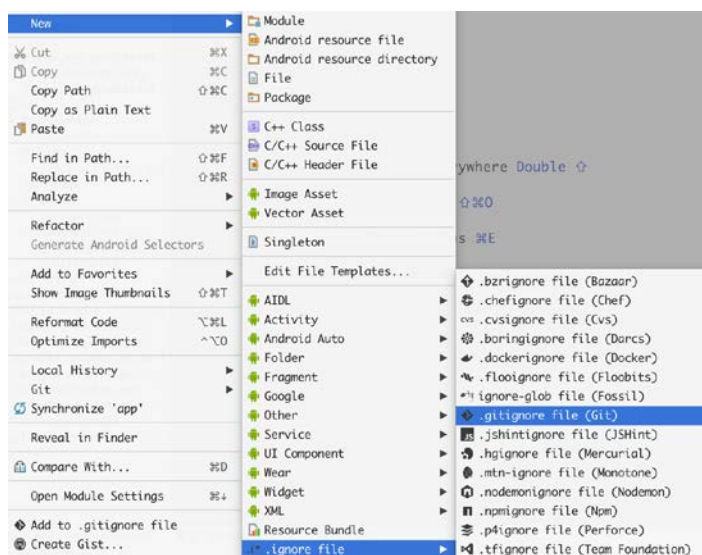 New
Cut ⌘X
Copy ⌘C
Copy Path ⇧⌘C
Copy as Plain Text
Paste ⌘V
Find in Path... ⇧⌘F
Replace in Path... ⇧⌘R
Analyze
Refactor
Generate Android Selectors
Add to Favorites
Show Image Thumbnails ⇧⌘T
Reformat Code ⌥⌘L
Optimize Imports ^⌥O
Local History
Git
Synchronize 'app'
Reveal in Finder
Compare With... ⌘D
Open Module Settings ⌘↓
Add to .gitignore file
Create Gist...
Module
Android resource file
Android resource directory
File
Package
C++ Class
C/C++ Source File
C/C++ Header File
Image Asset
Vector Asset
Singleton
Edit File Templates...
AIDL
Activity
Android Auto
Folder
Fragment
Google
Other
Service
UI Component
Wear
Widget
XML
Resource Bundle
.ignore file
ywhere Double ⇧
⇧⌘O
s ⌘E
.bzrignore file (Bazaar)
.chefignore file (Chef)
.cvsignore file (Cvs)
.boringignore file (Darcs)
.dockerignore file (Docker)
.flooignore file (Floobits)
ignore-glob file (Fossil)
.gitignore file (Git)
.jshintignore file (JSHint)
.hgignore file (Mercurial)
.mtn-ignore file (Monotone)
.nodemonignore file (Nodemon)
.npmignore file (Npm)
.p4ignore file (Perforce)
.tfignore file (Team Foundation)